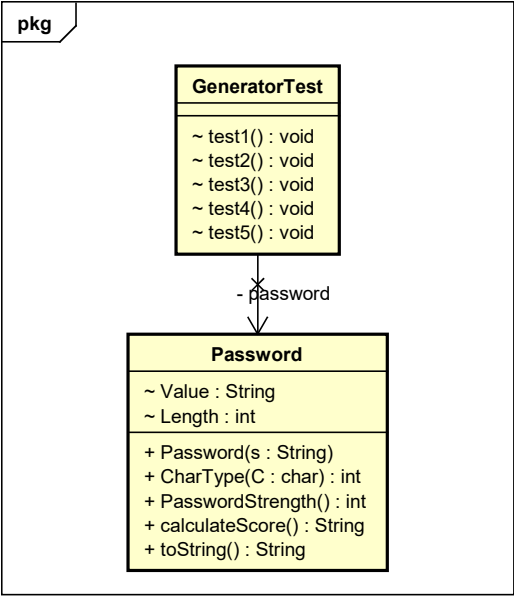 pkg
GeneratorTest
~ test1() : void
~ test2() : void
~ test3() : void
~ test4() : void
~ test5() : void
- password
Password
~ Value : String
~ Length : int
+ Password(s : String)
+ CharType(C : char) : int
+ PasswordStrength() : int
+ calculateScore() : String
+ toString() : String